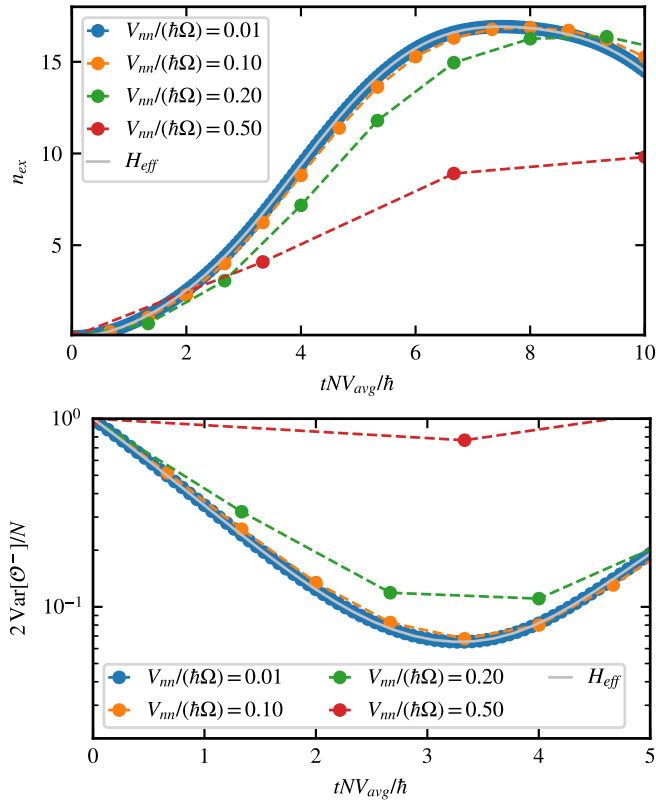 15
10
5
n_ex
V_nn/(ħΩ) = 0.01
V_nn/(ħΩ) = 0.10
V_nn/(ħΩ) = 0.20
V_nn/(ħΩ) = 0.50
H_eff
0 2 4 6 8 10
tNV_avg/ħ
10^0
10^−1
2 Var[𝒪^−]/N
V_nn/(ħΩ) = 0.01 V_nn/(ħΩ) = 0.20 H_eff
V_nn/(ħΩ) = 0.10 V_nn/(ħΩ) = 0.50
0 1 2 3 4 5
tNV_avg/ħ